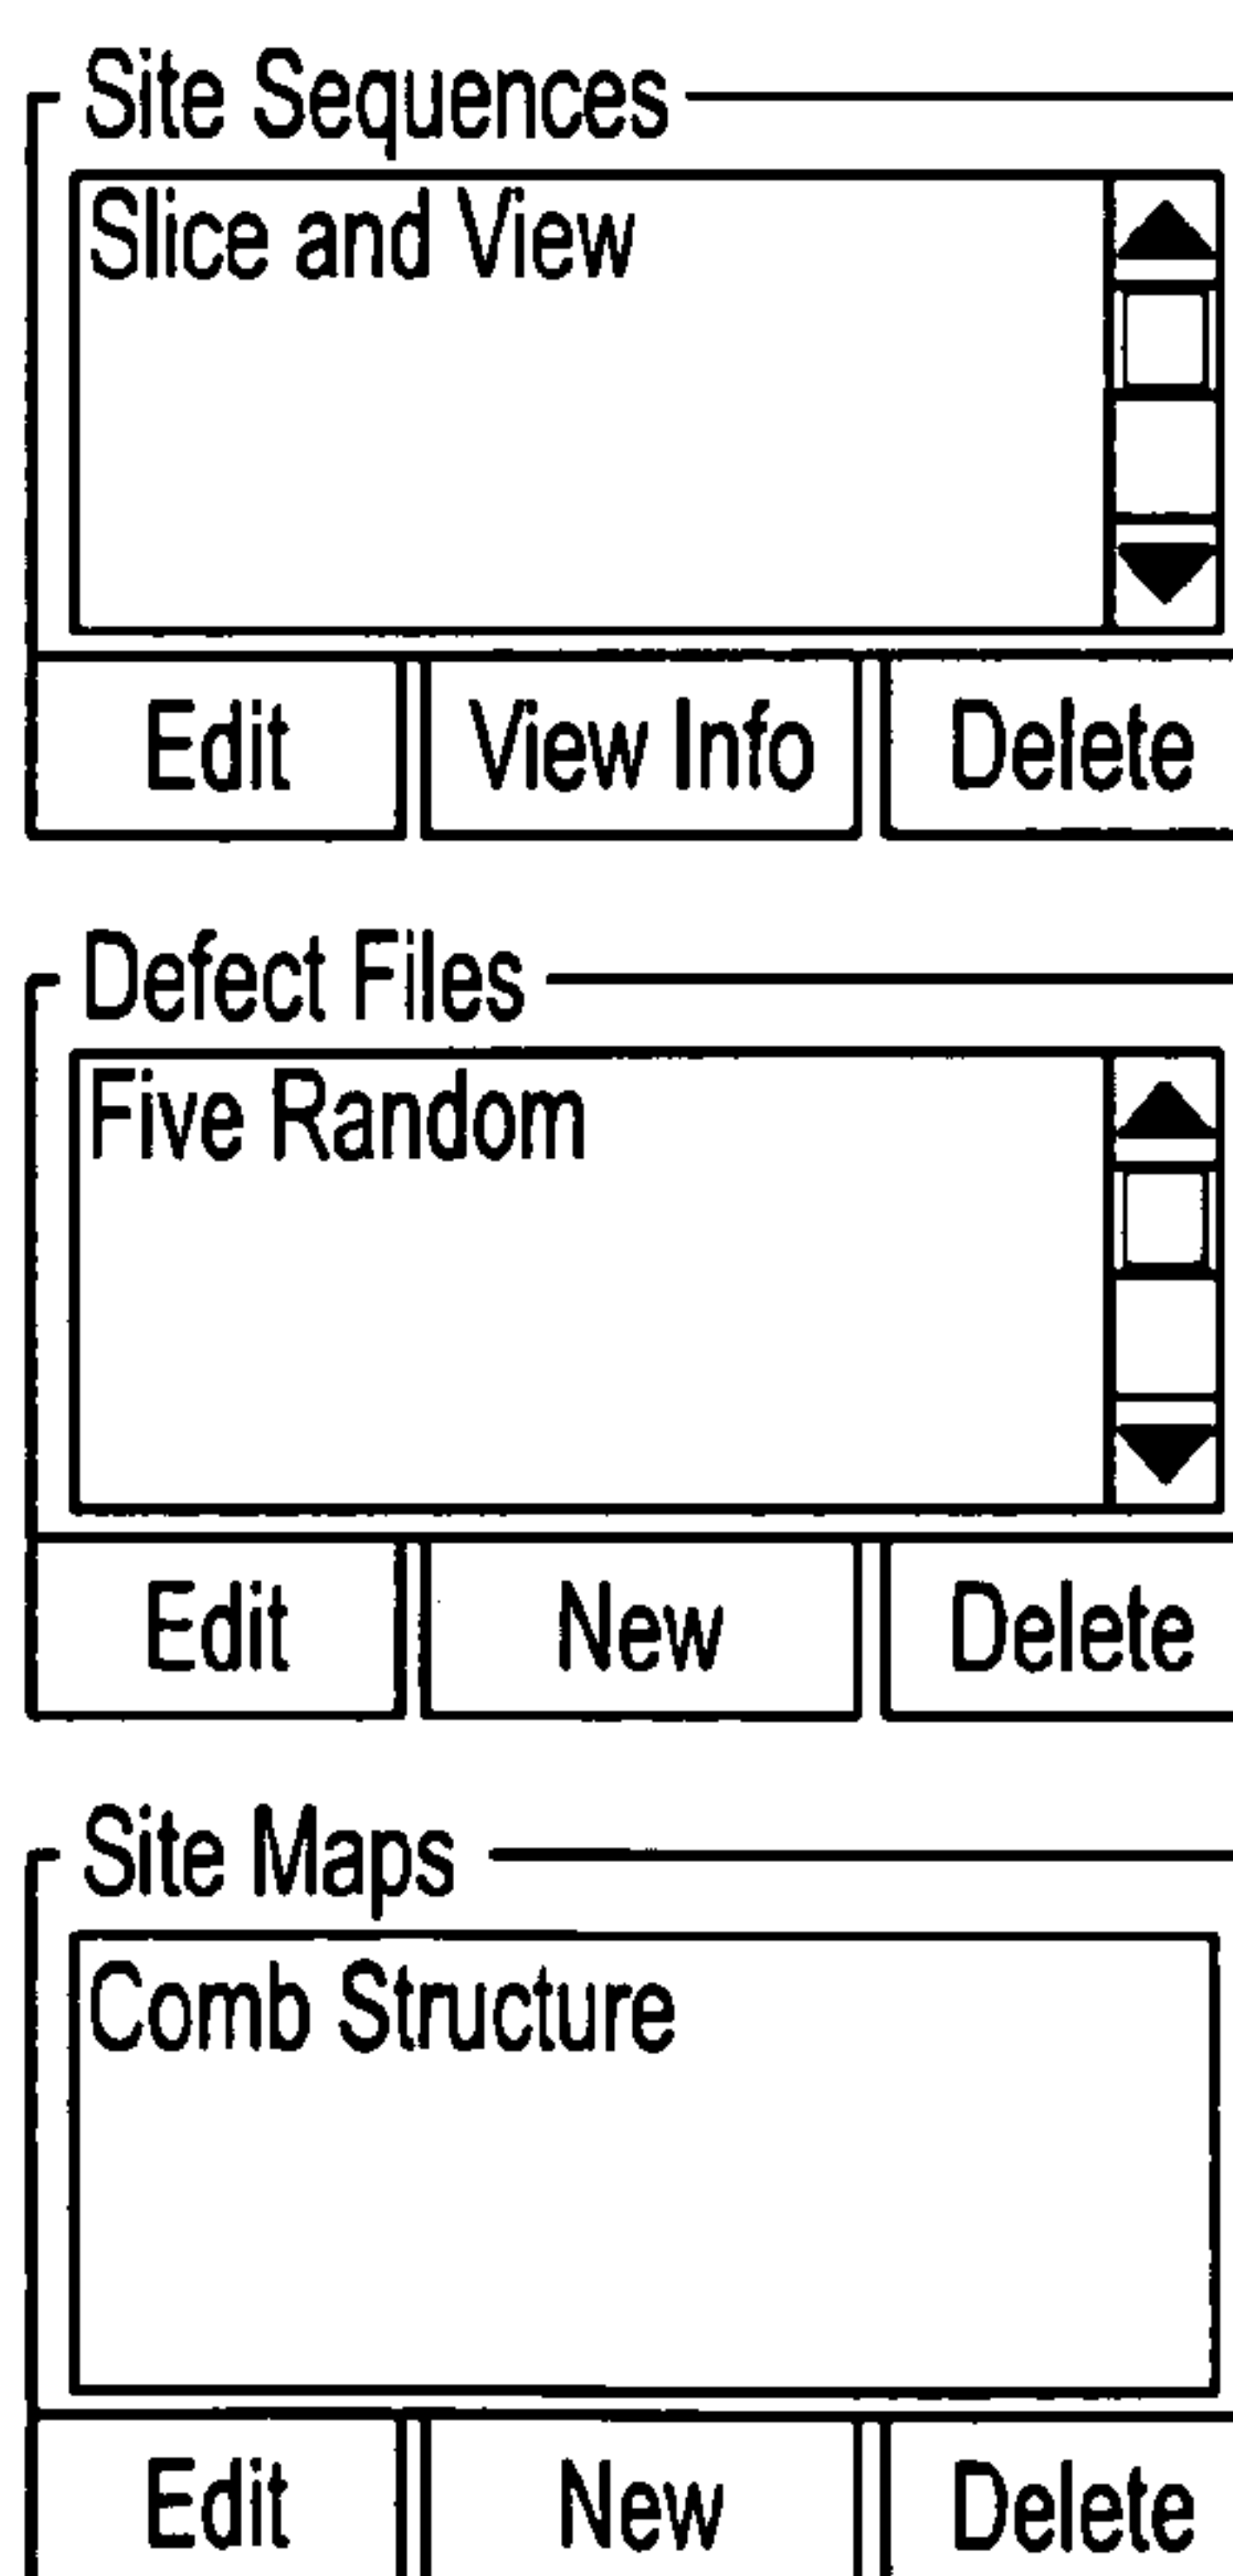 Site Sequences
Slice and View
Edit View Info Delete
Defect Files
Five Random
Edit New Delete
Site Maps
Comb Structure
Edit New Delete